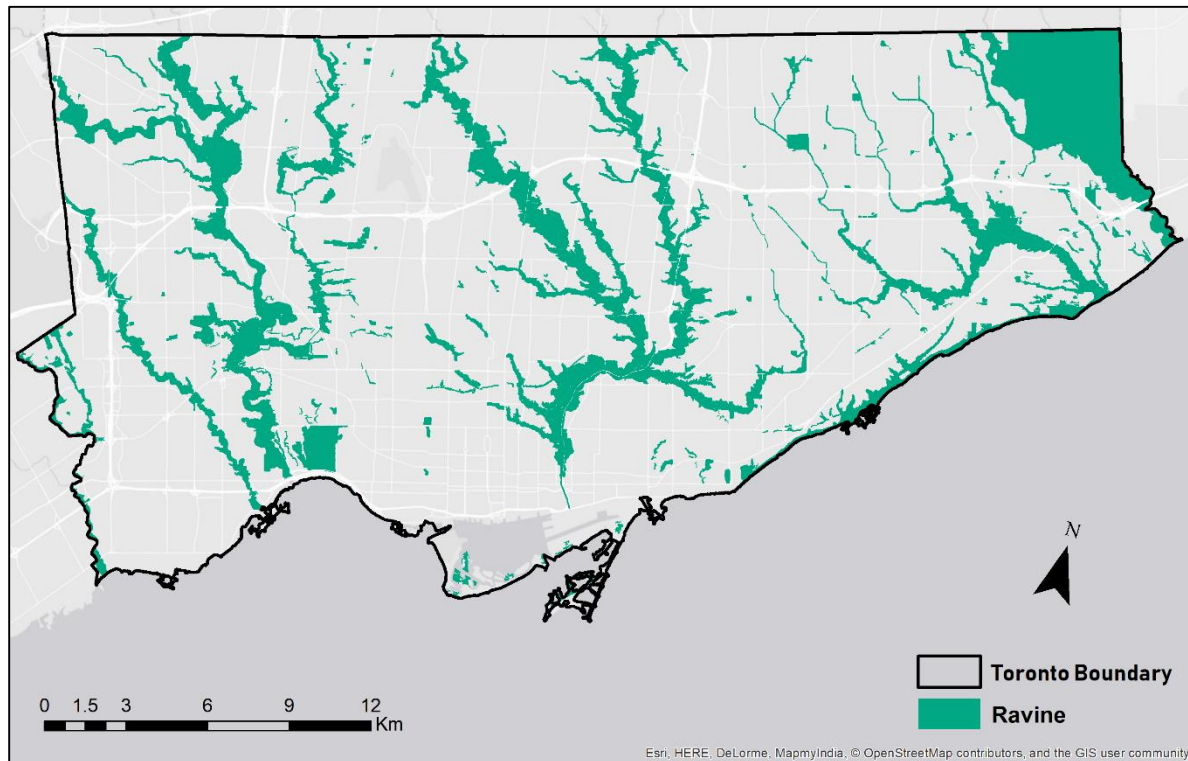 N
Toronto Boundary
Ravine
0 1.5 3 6 9 12
Km
Esri, HERE, DeLorme, MapmyIndia, © OpenStreetMap contributors, and the GIS user community